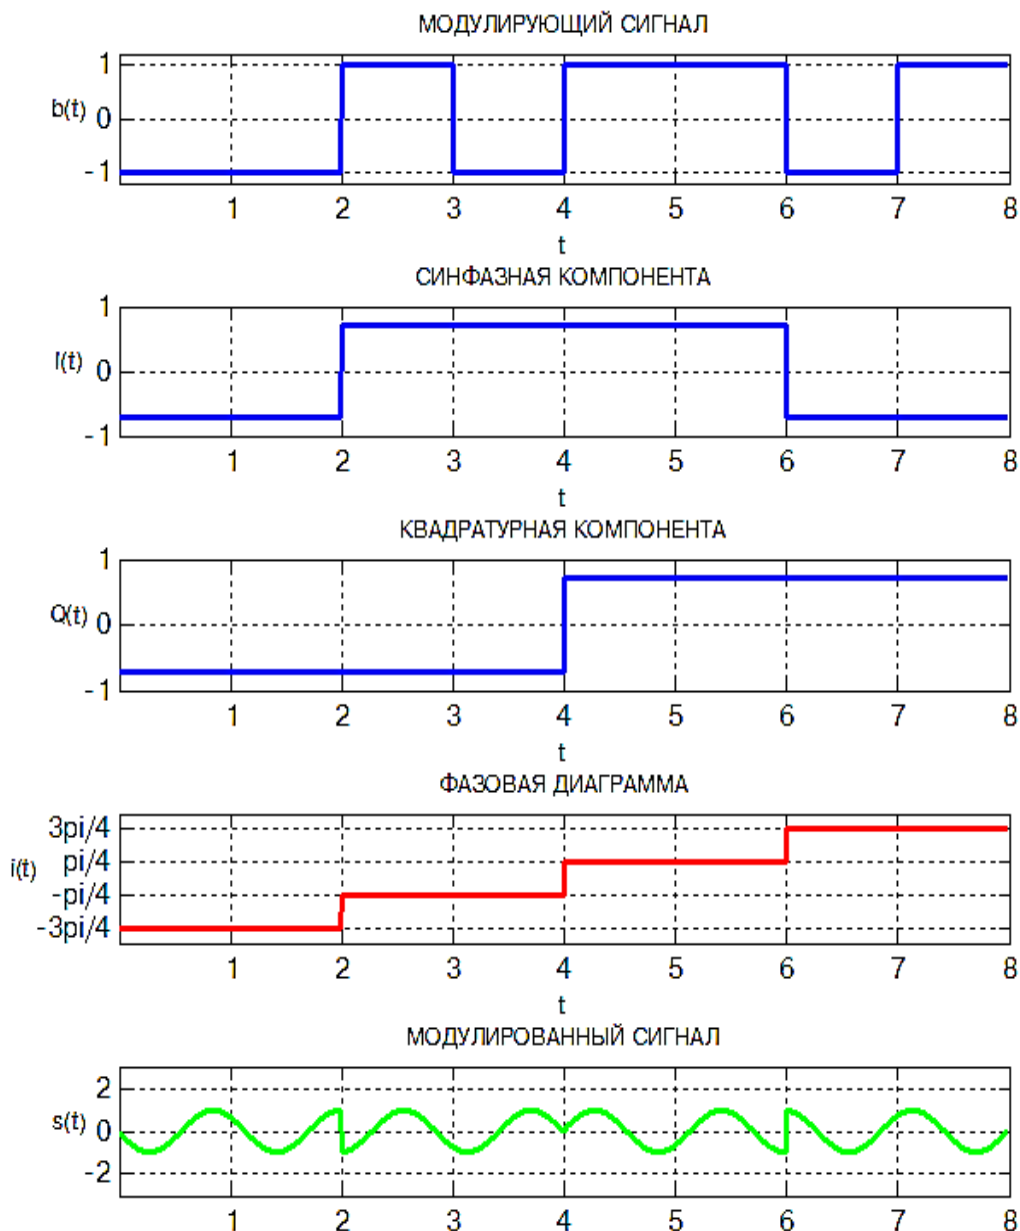 МОДУЛИРУЮЩИЙ СИГНАЛ
1
b(t) 0
-1
1 2 3 4 5 6 7 8
t
СИНФАЗНАЯ КОМПОНЕНТА
1
I(t) 0
-1
1 2 3 4 5 6 7 8
t
КВАДРАТУРНАЯ КОМПОНЕНТА
1
Q(t) 0
-1
1 2 3 4 5 6 7 8
t
ФАЗОВАЯ ДИАГРАММА
3pi/4
i(t) pi/4
-pi/4
-3pi/4
1 2 3 4 5 6 7 8
t
МОДУЛИРОВАННЫЙ СИГНАЛ
2
s(t) 0
-2
1 2 3 4 5 6 7 8